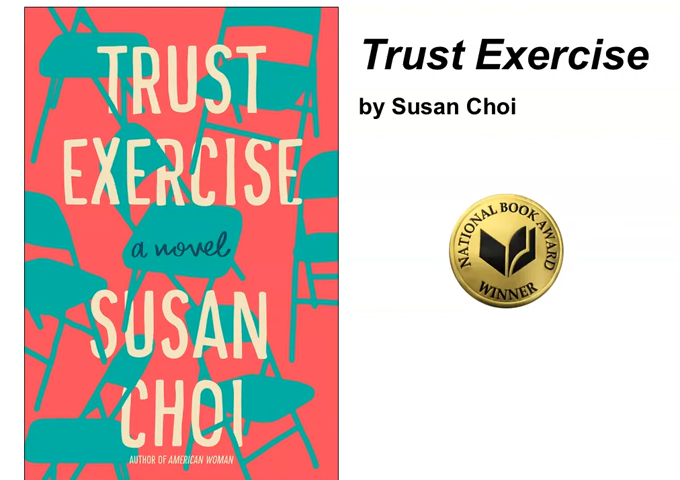 TRUST
EXERCISE
a novel
SUSAN
CHOI
AUTHOR OF AMERICAN WOMAN
Trust Exercise
by Susan Choi
NATIONAL BOOK AWARD
WINNER